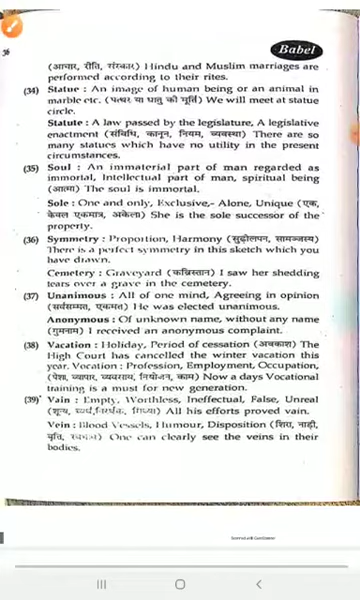 36
Babel
(आचार, रीति, संस्कार) Hindu and Muslim marriages are
performed according to their rites.
(34) Statue : An image of human being or an animal in
marble etc. (पत्थर या धातु की मूर्ति) We will meet at statue
circle.
Statute : A law passed by the legislature, A legislative
enactment (संविधि, कानून, नियम, व्यवस्था) There are so
many statues which have no utility in the present
circumstances.
(35) Soul : An immaterial part of man regarded as
immortal, Intellectual part of man, spiritual being
(आत्मा) The soul is immortal.
Sole : One and only, Exclusive,- Alone, Unique (एक,
केवल एकमात्र, अकेला) She is the sole successor of the
property.
(36) Symmetry : Propostion, Harmony (सुडौलपन, सामञ्जस्य)
There is a perfect symmetry in this sketch which you
have drawn.
Cemetery : Graveyard (कब्रिस्तान) I saw her shedding
tears over a grave in the cemetery.
(37) Unanimous : All of one mind, Agreeing in opinion
(सर्वसम्मत, एकमत) He was elected unanimous.
Anonymous : Of unknown name, without any name
(गुमनाम) I received an anonymous complaint.
(38) Vacation : Holiday, Period of cessation (अवकाश) The
High Court has cancelled the winter vacation this
year. Vocation : Profession, Employment, Occupation,
(पेशा, व्यापार, व्यवसाय, नियोजन, काम) Now a days Vocational
training is a must for new generation.
(39) Vain : Empty, Worthless, Ineffectual, False, Unreal
(शून्य, व्यर्थ, निरर्थक, मिथ्या) All his efforts proved vain.
Vein : Blood Vessels, Humour, Disposition (शिरा, नाड़ी,
वृत्ति, स्वभाव) One can clearly see the veins in their
bodies.